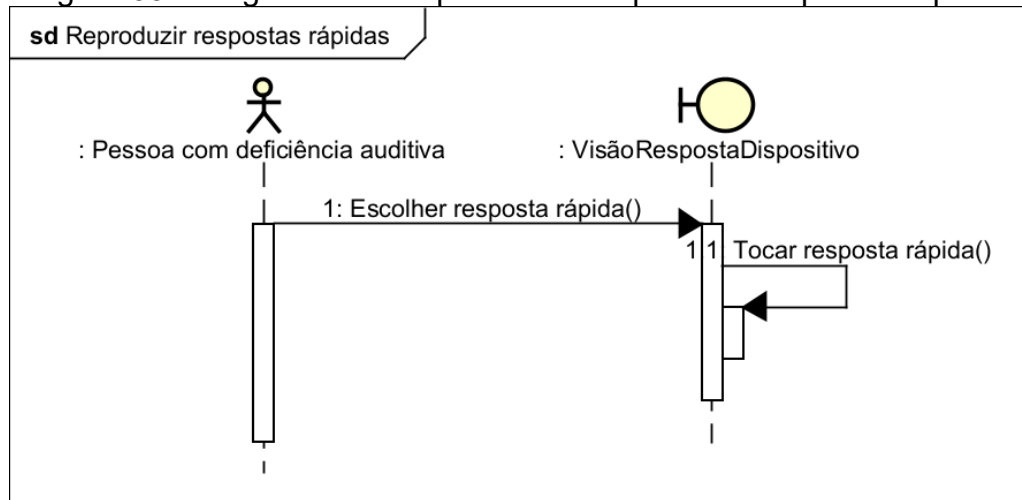 sd Reproduzir respostas rápidas
: Pessoa com deficiência auditiva
: VisãoRespostaDispositivo
1: Escolher resposta rápida()
1 1 Tocar resposta rápida()